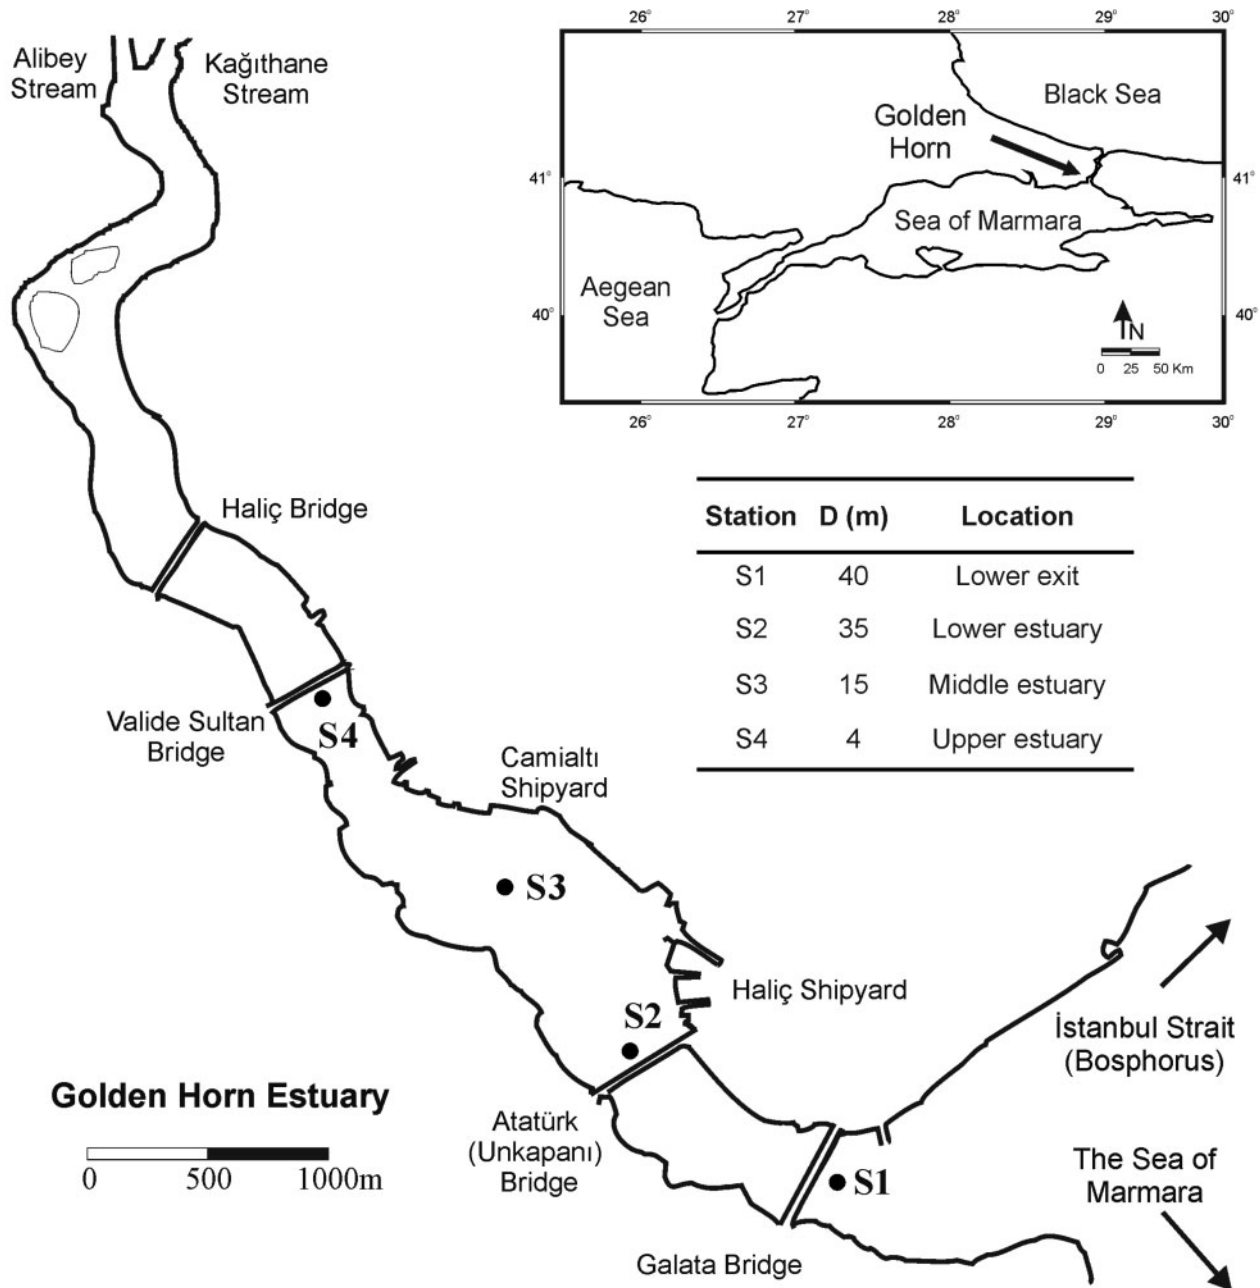 Alibey
Stream
Kağıthane
Stream
26° 27° 28° 29° 30°
Black Sea
Golden
Horn
41° 41°
Sea of Marmara
Aegean
Sea
40° 40°
N
0 25 50 Km
26° 27° 28° 29° 30°
Haliç Bridge
Station D (m) Location
S1 40 Lower exit
S2 35 Lower estuary
S3 15 Middle estuary
S4 4 Upper estuary
Valide Sultan
Bridge
S4
Camialtı
Shipyard
S3
Haliç Shipyard
S2
İstanbul Strait
(Bosphorus)
Golden Horn Estuary
0 500 1000m
Atatürk
(Unkapanı)
Bridge
S1
The Sea of
Marmara
Galata Bridge